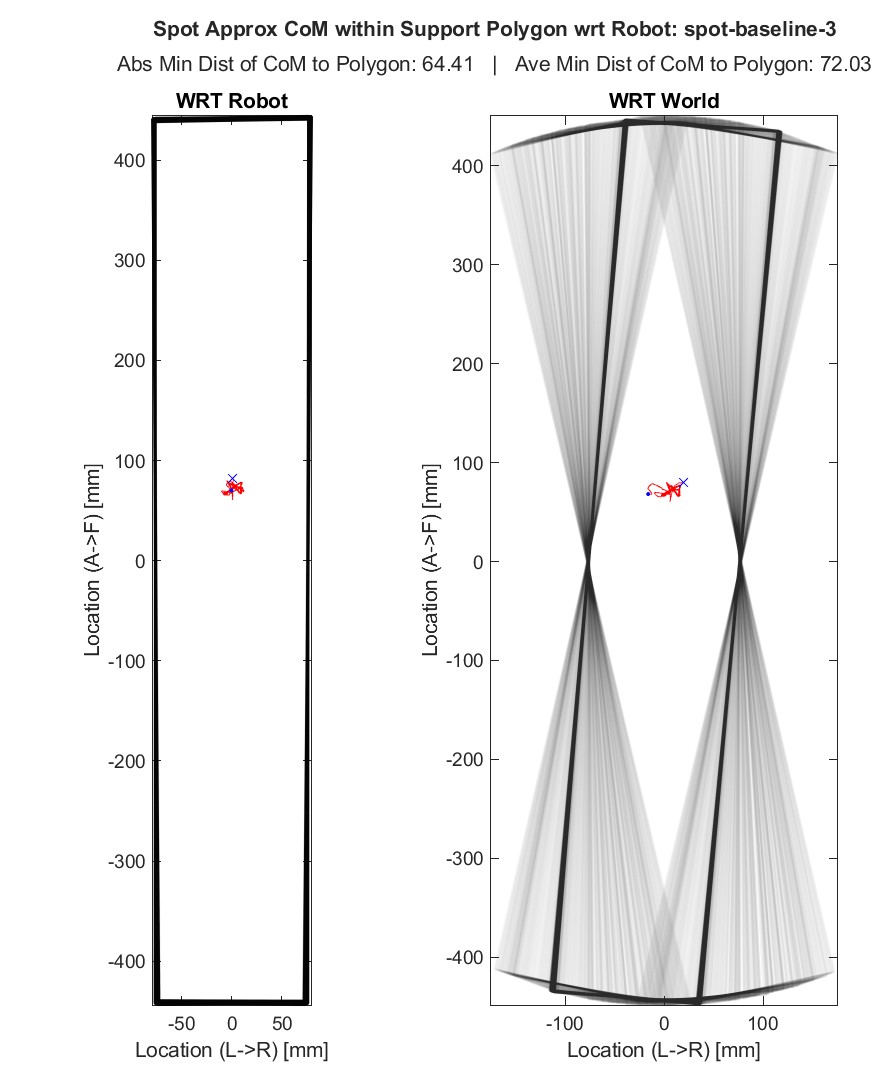 Spot Approx CoM within Support Polygon wrt Robot: spot-baseline-3
Abs Min Dist of CoM to Polygon: 64.41 | Ave Min Dist of CoM to Polygon: 72.03
WRT Robot
400
300
200
100
0
-100
-200
-300
-400
-50 0 50
Location (L->R) [mm]
Location (A->F) [mm]
WRT World
400
300
200
100
0
-100
-200
-300
-400
-100 0 100
Location (L->R) [mm]
Location (A->F) [mm]